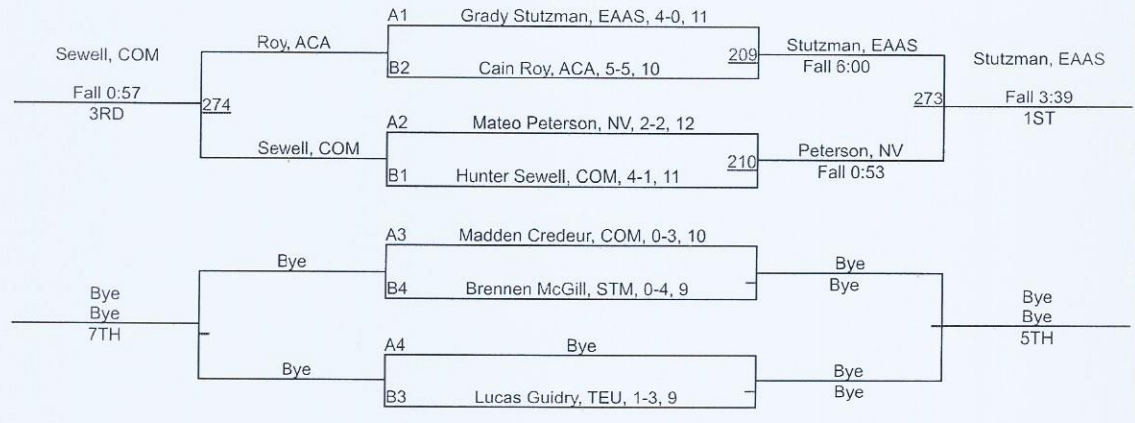 A1 Grady Stutzman, EAAS, 4-0, 11
Roy, ACA
209
Stutzman, EAAS
Sewell, COM
Stutzman, EAAS
B2 Cain Roy, ACA, 5-5, 10
Fall 6:00
Fall 0:57
274
273
Fall 3:39
3RD
1ST
A2 Mateo Peterson, NV, 2-2, 12
Sewell, COM
210
Peterson, NV
B1 Hunter Sewell, COM, 4-1, 11
Fall 0:53
A3 Madden Credeur, COM, 0-3, 10
Bye
Bye
B4 Brennen McGill, STM, 0-4, 9
Bye
Bye
Bye
Bye
Bye
7TH
5TH
A4 Bye
Bye
Bye
B3 Lucas Guidry, TEU, 1-3, 9
Bye